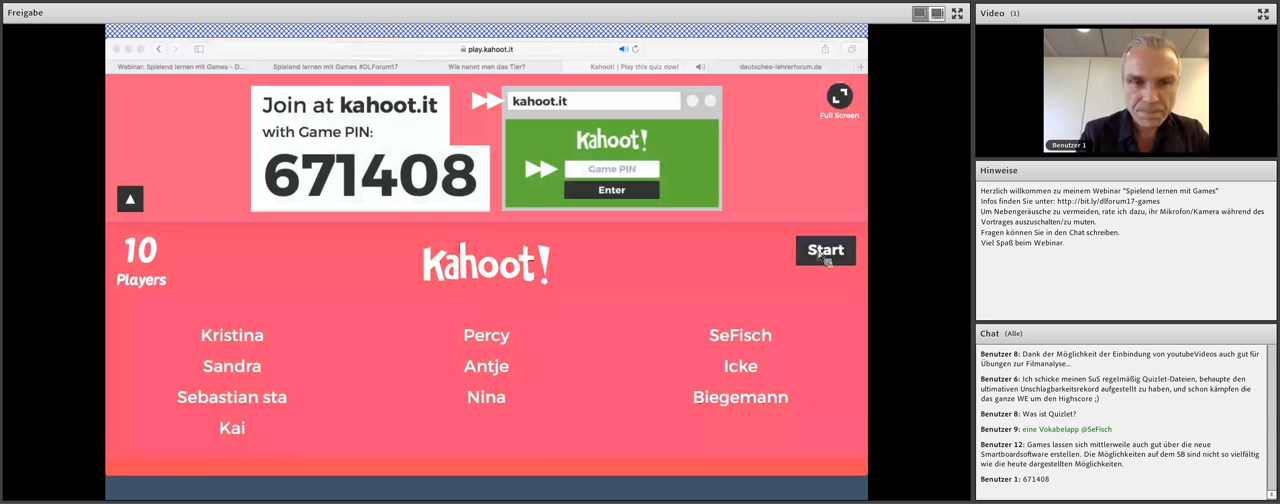 Freigabe
play.kahoot.it
Webinar: Spielend lernen mit Games - D...
Spielend lernen mit Games #DLForum17
Wie nennt man das Tier?
Kahoot! | Play this quiz now!
deutsches-lehrerforum.de
Join at kahoot.it
with Game PIN:
671408
kahoot.it
Kahoot!
Game PIN
Enter
Full Screen
10
Players
Kahoot!
Start
Kristina
Percy
SeFisch
Sandra
Antje
Icke
Sebastian sta
Nina
Biegemann
Kai
Video (1)
Benutzer 1
Hinweise
Herzlich willkommen zu meinem Webinar "Spielend lernen mit Games"
Infos finden Sie unter: http://bit.ly/dlforum17-games
Um Nebengeräusche zu vermeiden, rate ich dazu, ihr Mikrofon/Kamera während des
Vortrages auszuschalten/zu muten.
Fragen können Sie in den Chat schreiben.
Viel Spaß beim Webinar.
Chat (Alle)
Benutzer 8: Dank der Möglichkeit der Einbindung von youtubeVideos auch gut für
Übungen zur Filmanalyse...
Benutzer 6: Ich schicke meinen SuS regelmäßig Quizlet-Dateien, behaupte den
ultimativen Unschlagbarkeitsrekord aufgestellt zu haben, und schon kämpfen die
das ganze WE um den Highscore ;)
Benutzer 8: Was ist Quizlet?
Benutzer 9: eine Vokabelapp @SeFisch
Benutzer 12: Games lassen sich mittlerweile auch gut über die neue
Smartboardsoftware erstellen. Die Möglichkeiten auf dem SB sind nicht so vielfältig
wie die heute dargestellten Möglichkeiten.
Benutzer 1: 671408